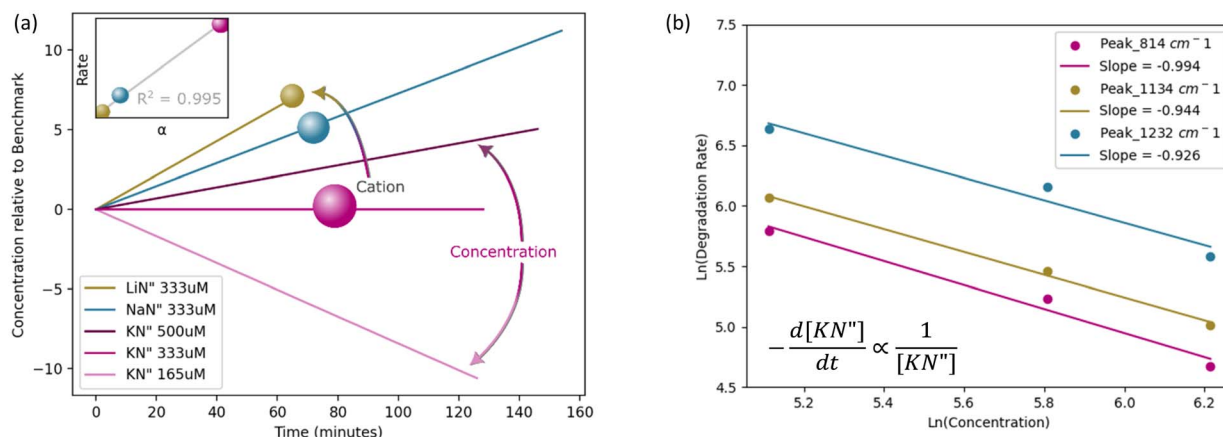 (a)
10
5
0
−5
−10
Concentration relative to Benchmark
Rate
R² = 0.995
α
Cation
Concentration
LiN" 333uM
NaN" 333uM
KN" 500uM
KN" 333uM
KN" 165uM
0 20 40 60 80 100 120 140 160
Time (minutes)
(b)
7.5
7.0
6.5
6.0
5.5
5.0
4.5
Ln(Degradation Rate)
Peak_814 cm⁻ 1
Slope = -0.994
Peak_1134 cm⁻ 1
Slope = -0.944
Peak_1232 cm⁻ 1
Slope = -0.926
− d[KN"]/dt ∝ 1/[KN"]
5.2 5.4 5.6 5.8 6.0 6.2
Ln(Concentration)